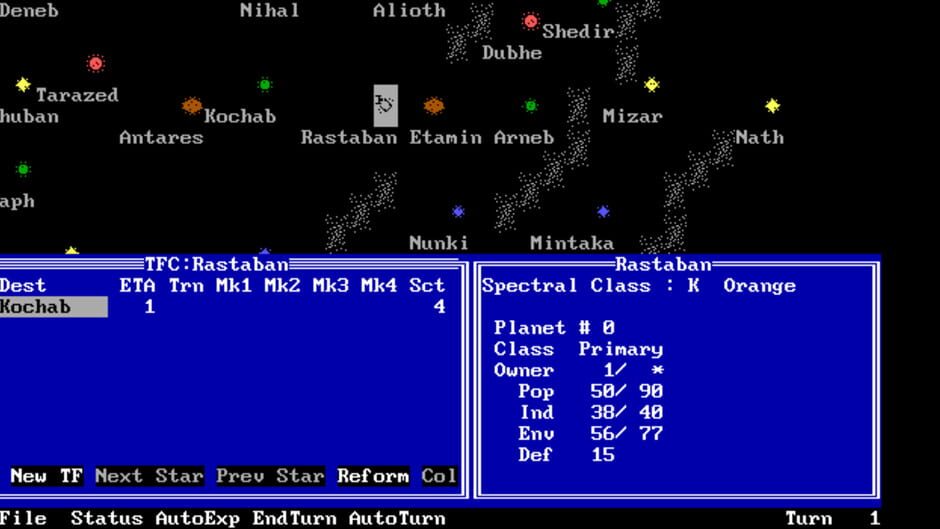 Deneb Nihal Alioth
Shedir
Dubhe
Tarazed
huban Kochab Mizar
Antares Rastaban Etamin Arneb Nath
aph
Nunki Mintaka
TFC:Rastaban
Dest ETA Trn Mk1 Mk2 Mk3 Mk4 Sct
Kochab 1 4
New TF Next Star Prev Star Reform Col
Rastaban
Spectral Class : K Orange
Planet # 0
Class Primary
Owner 1/ *
Pop 50/ 90
Ind 38/ 40
Env 56/ 77
Def 15
File Status AutoExp EndTurn AutoTurn Turn 1